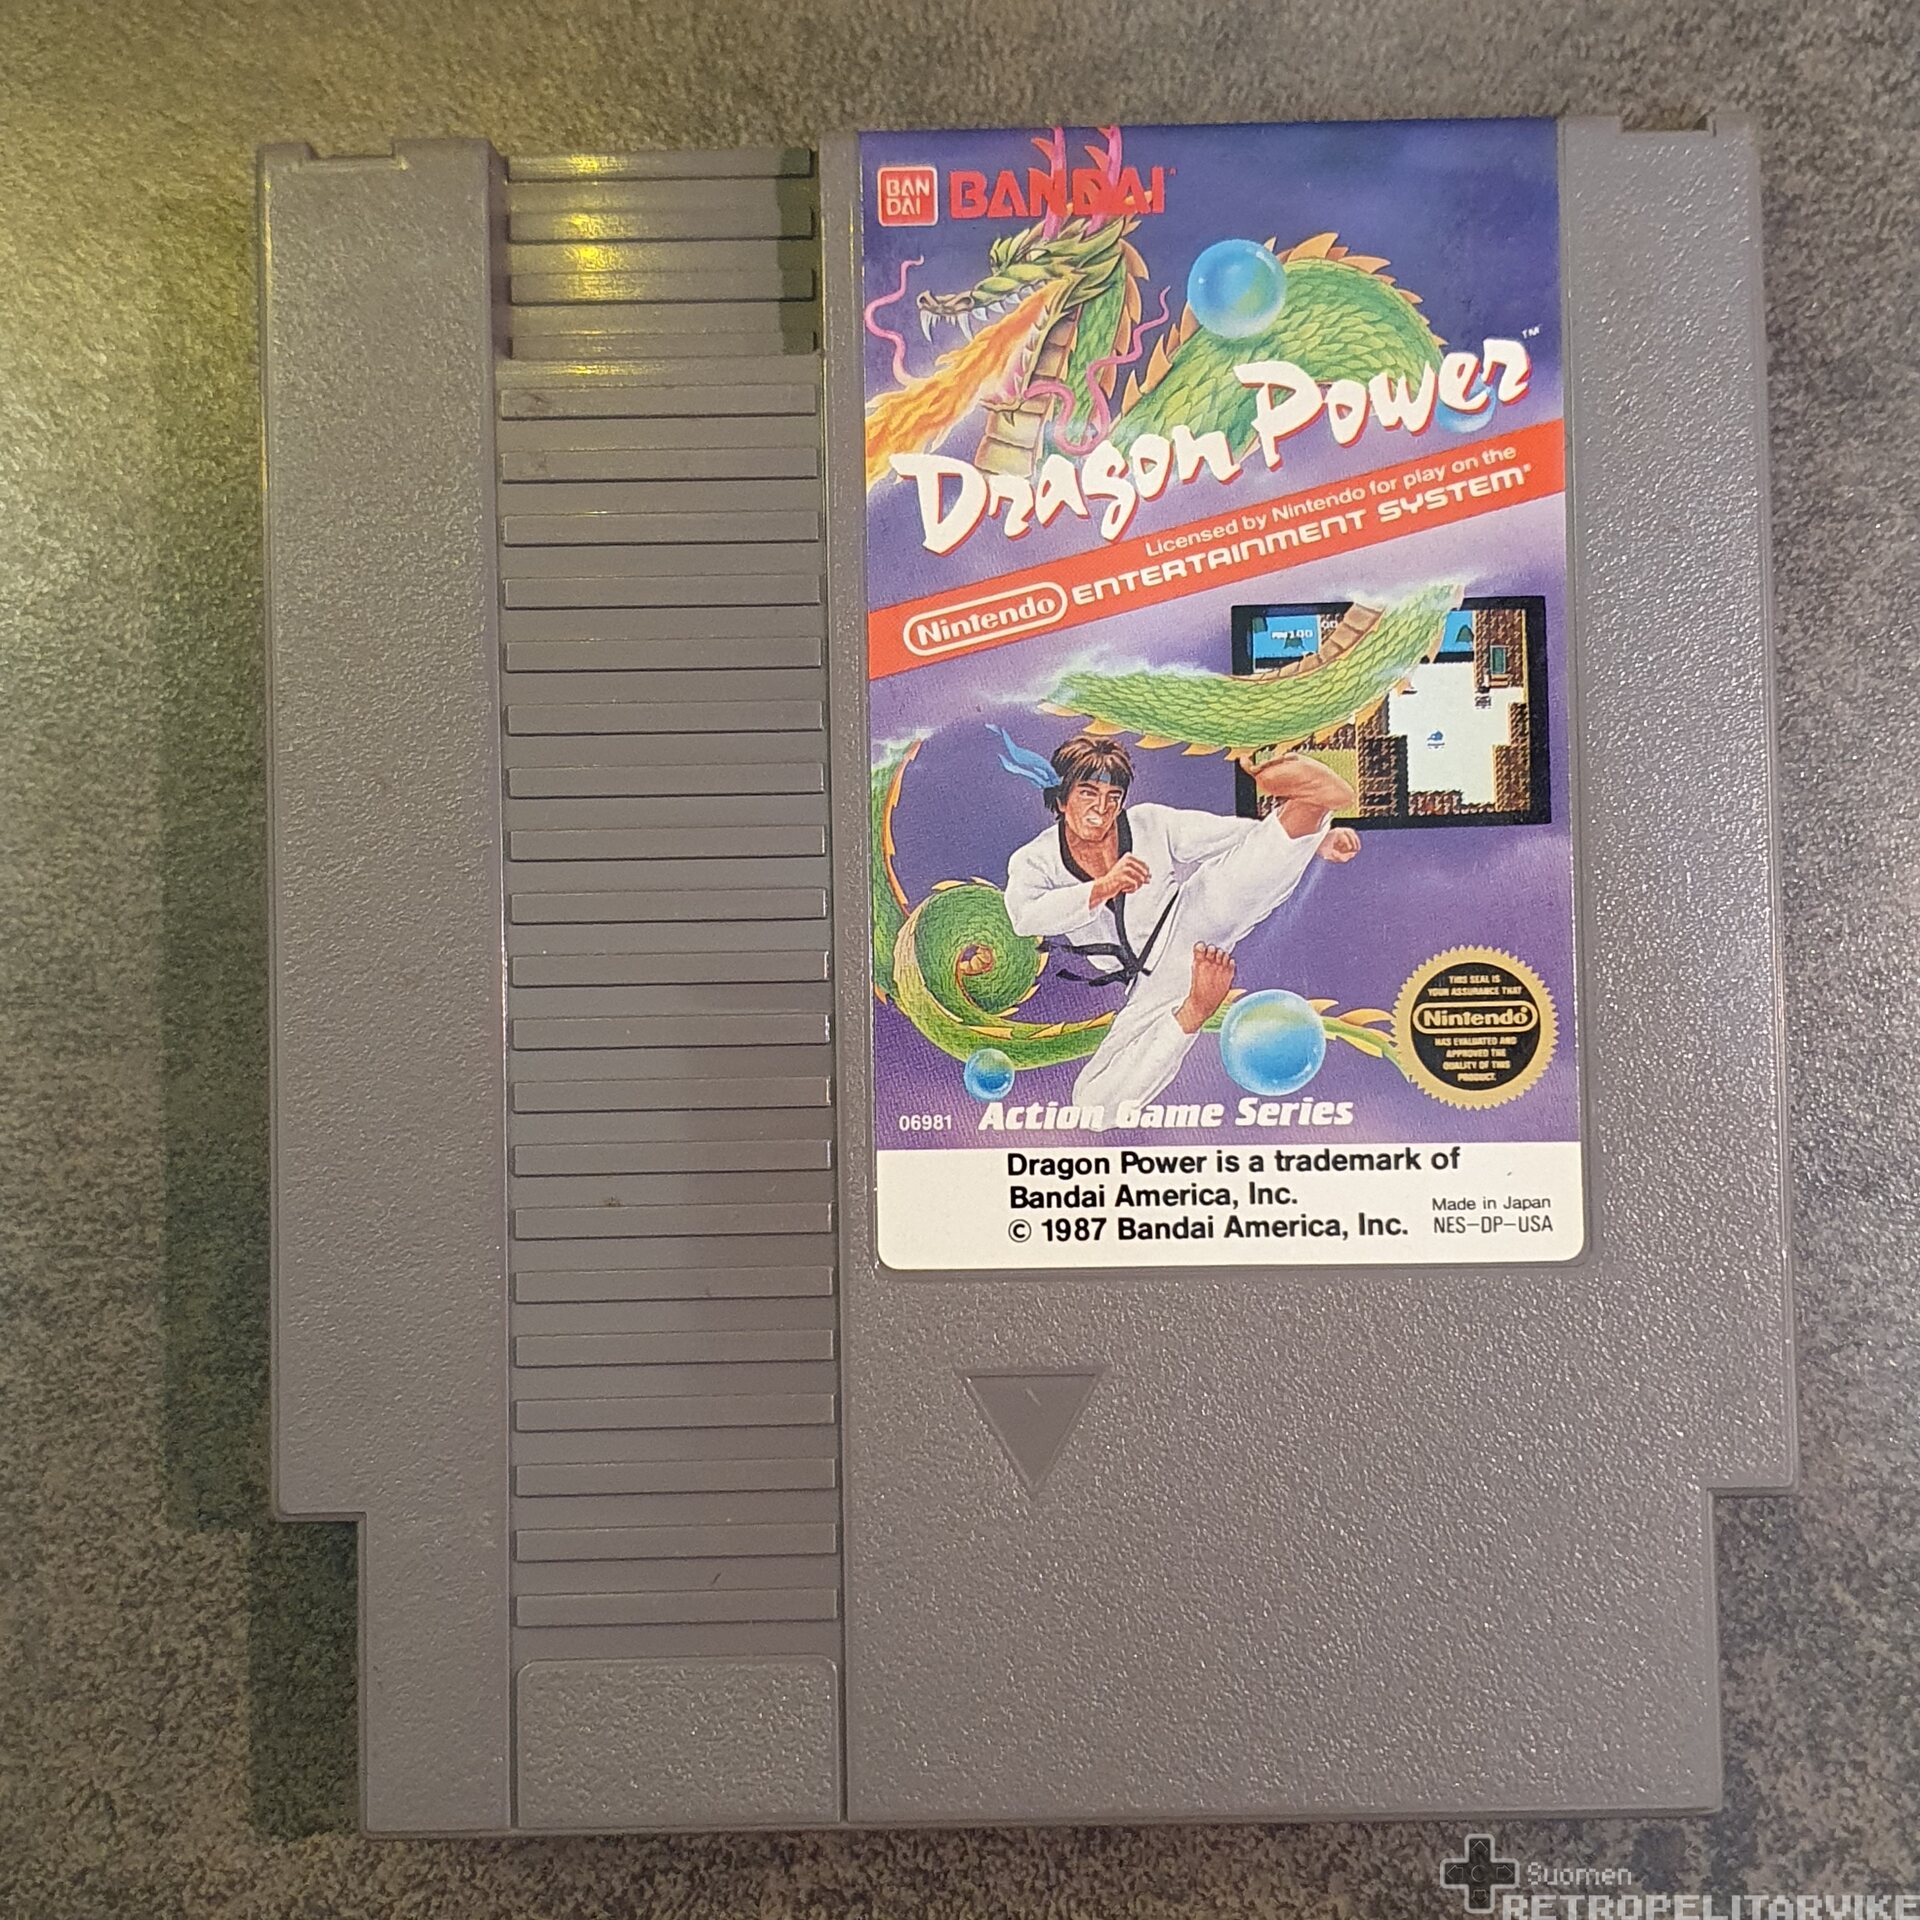 BAN
DAI
BANDAI
Dragon Power™
Licensed by Nintendo for play on the
Nintendo ENTERTAINMENT SYSTEM®
THIS SEAL IS
YOUR ASSURANCE THAT
Nintendo®
HAS EVALUATED AND
APPROVED THE
QUALITY OF THIS
PRODUCT.
06981 Action Game Series
Dragon Power is a trademark of
Bandai America, Inc.
© 1987 Bandai America, Inc.
Made in Japan
NES-DP-USA
Suomen
RETROPELITARVIKE